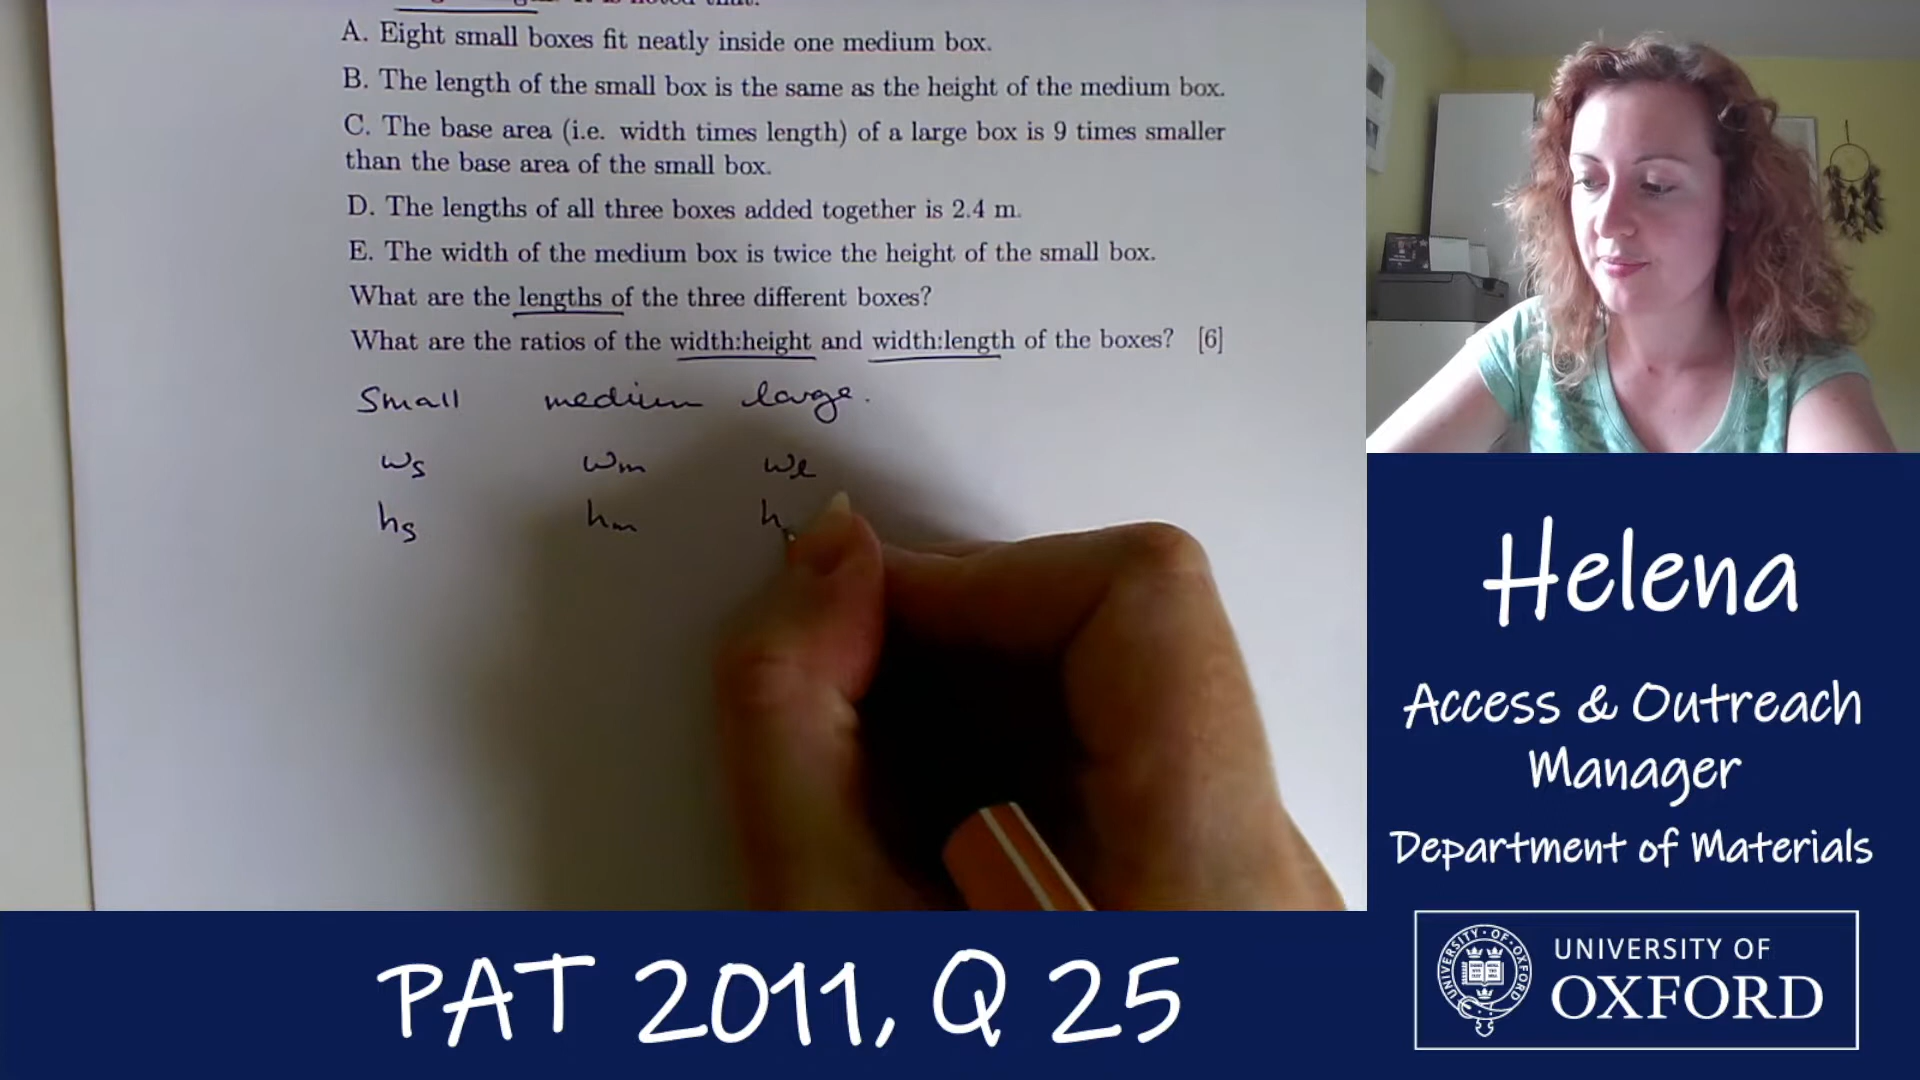 that:
A. Eight small boxes fit neatly inside one medium box.
B. The length of the small box is the same as the height of the medium box.
C. The base area (i.e. width times length) of a large box is 9 times smaller
than the base area of the small box.
D. The lengths of all three boxes added together is 2.4 m.
E. The width of the medium box is twice the height of the small box.
What are the lengths of the three different boxes?
What are the ratios of the width:height and width:length of the boxes? [6]
Small medium large.
ws wm wl
hs hm h
Helena
Access & Outreach
Manager
Department of Materials
PAT 2011, Q 25
UNIVERSITY OF
OXFORD